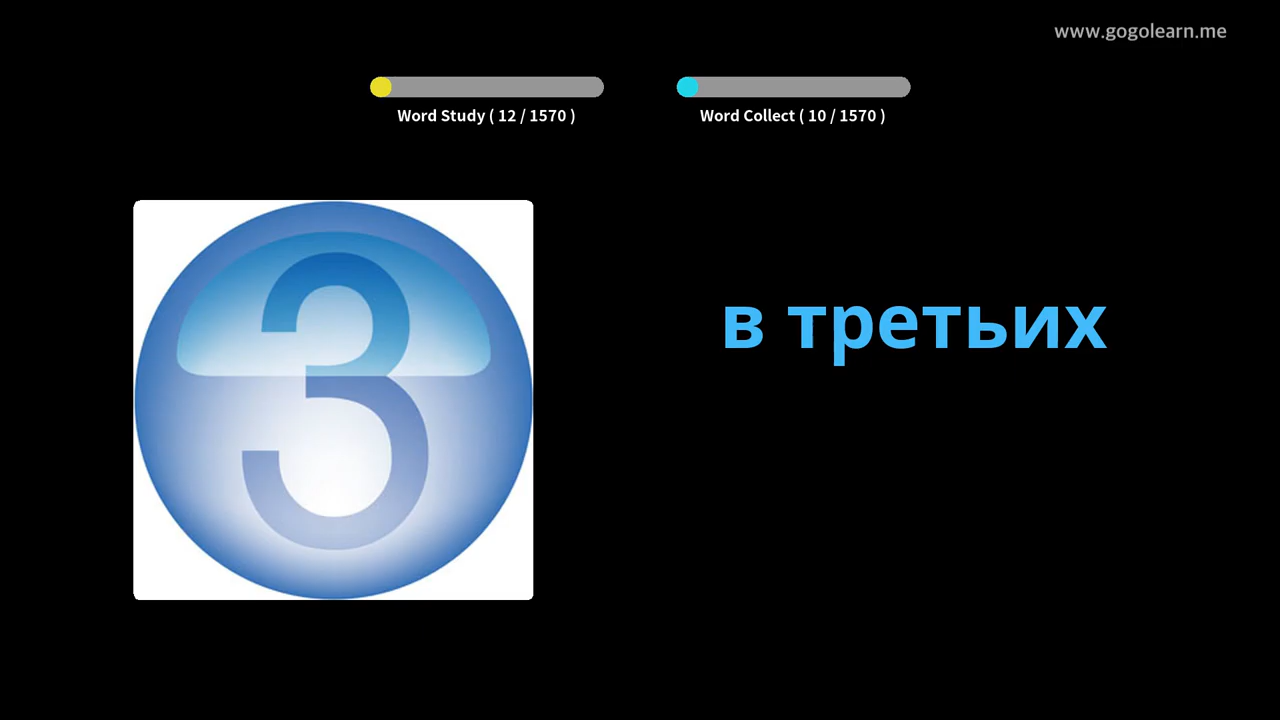 www.gogolearn.me
Word Study ( 12 / 1570 )
Word Collect ( 10 / 1570 )
3
в третьих